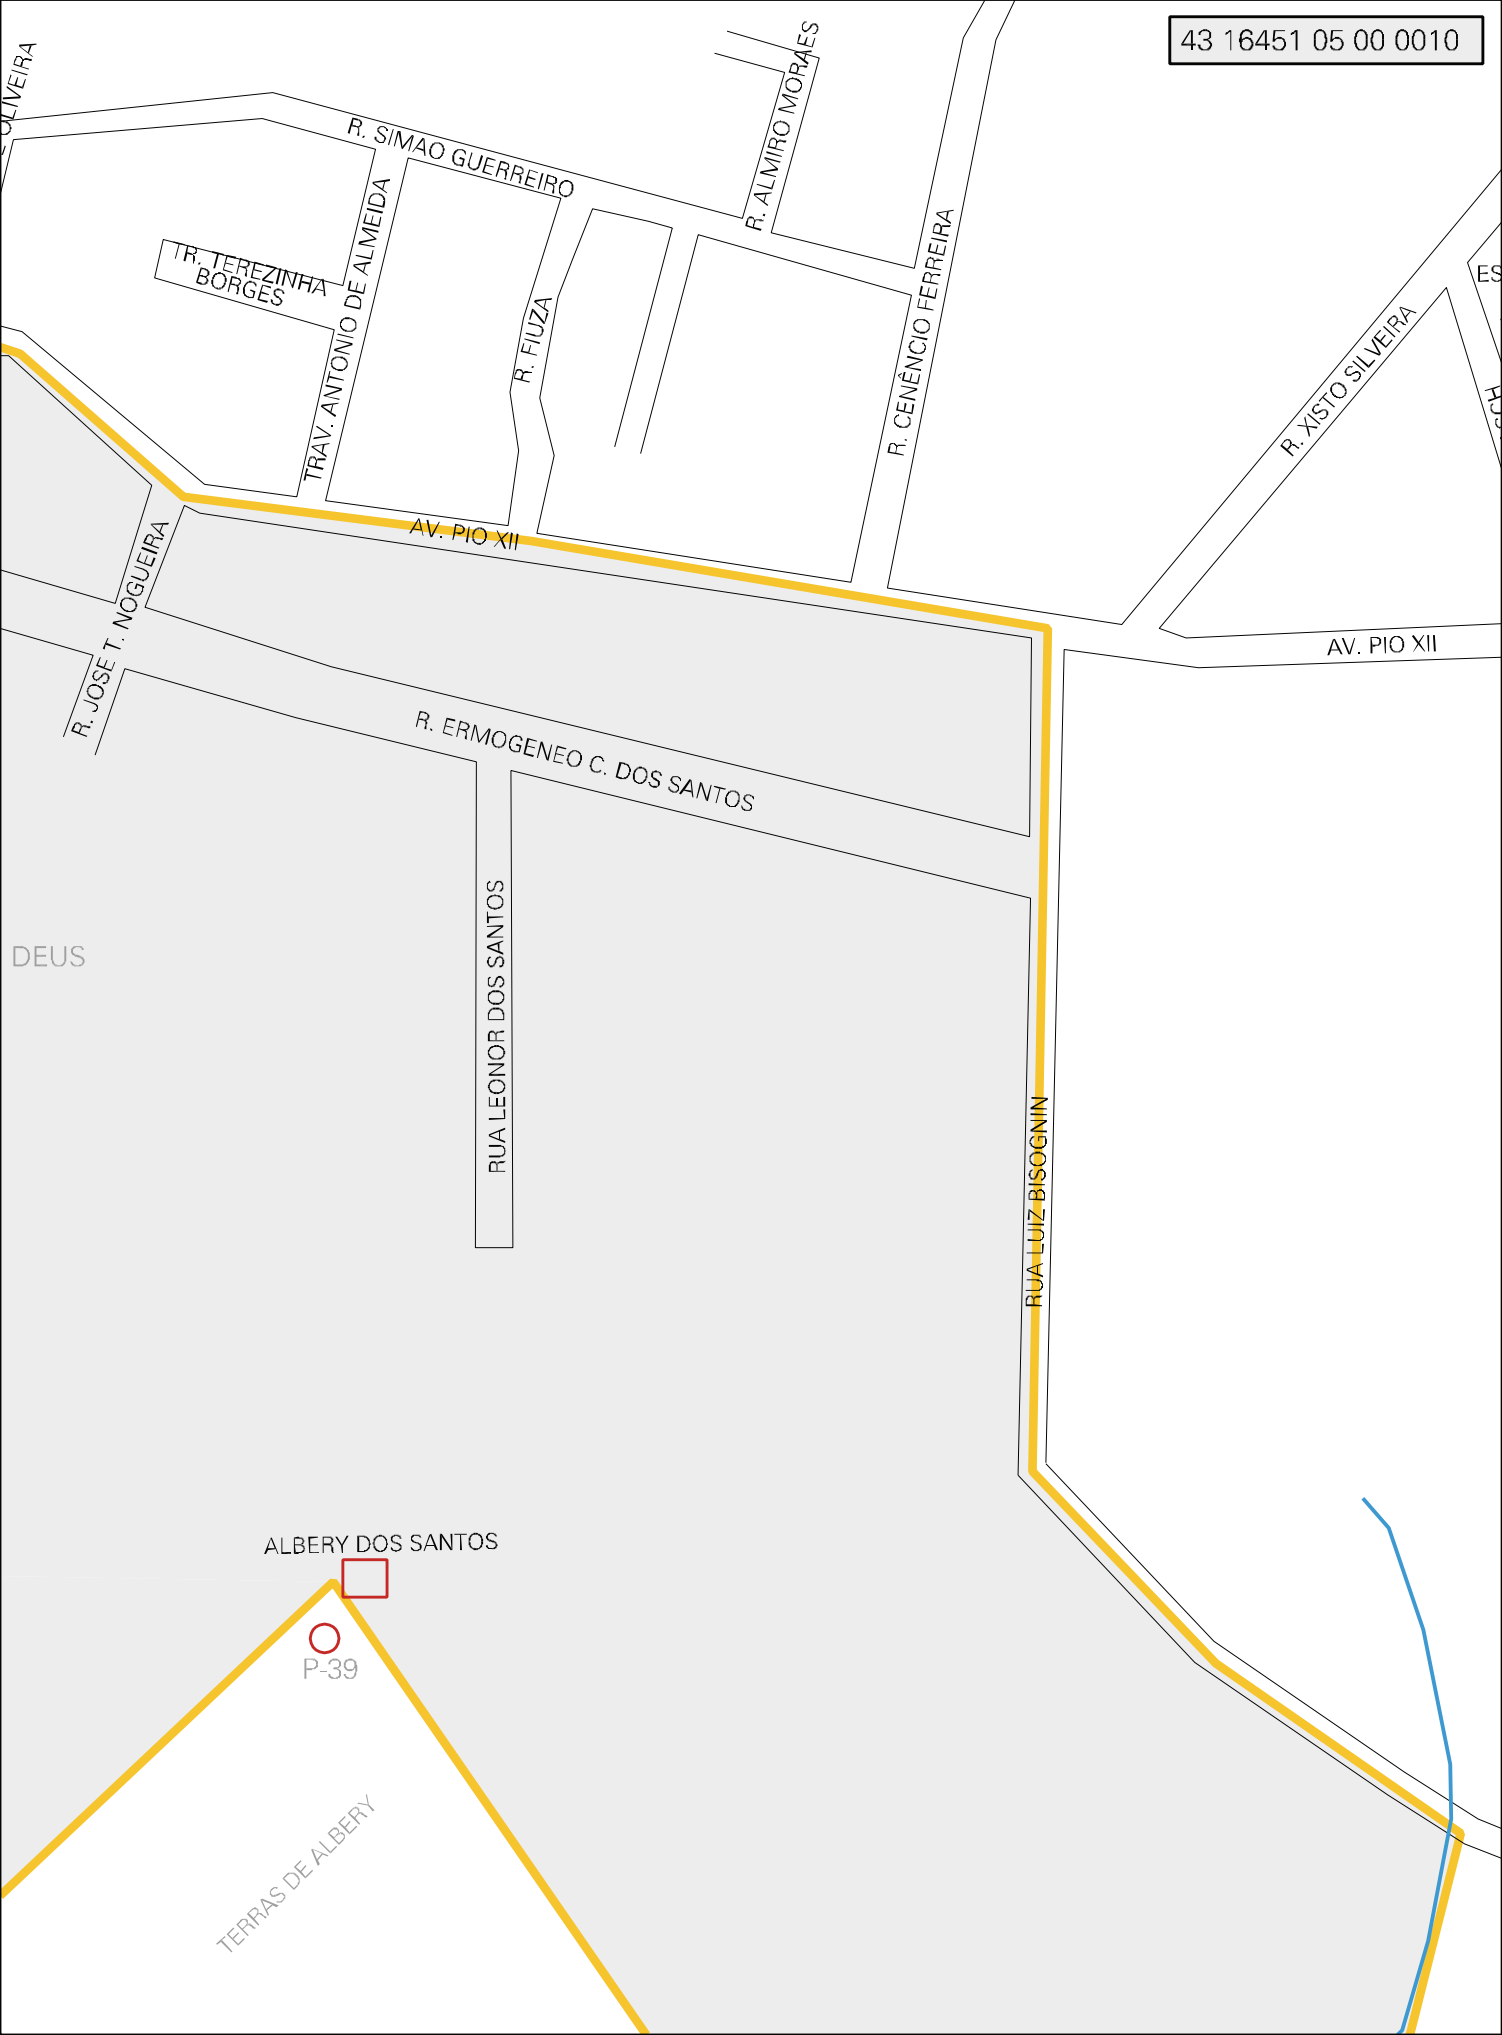 43 16451 05 00 0010
OLIVEIRA
R. SIMAO GUERREIRO
R. ALMIRO MORAES
TR. TEREZINHA
BORGES
TRAV. ANTONIO DE ALMEIDA
R. FIUZA
R. CENÊNCIO FERREIRA
R. XISTO SILVEIRA
ES
AV. PIO XII
R. JOSE T. NOGUEIRA
AV. PIO XII
R. ERMOGENEO C. DOS SANTOS
RUA LEONOR DOS SANTOS
DEUS
RUA LUIZ BISOGNIN
ALBERY DOS SANTOS
P-39
TERRAS DE ALBERY